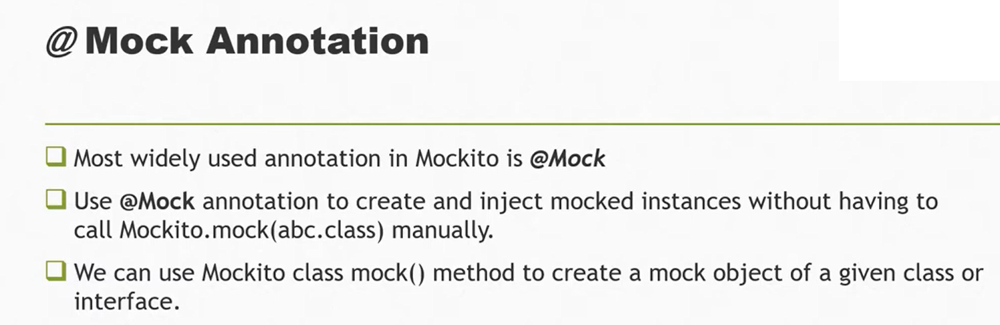 @Mock Annotation
Most widely used annotation in Mockito is @Mock
Use @Mock annotation to create and inject mocked instances without having to
call Mockito.mock(abc.class) manually.
We can use Mockito class mock() method to create a mock object of a given class or
interface.